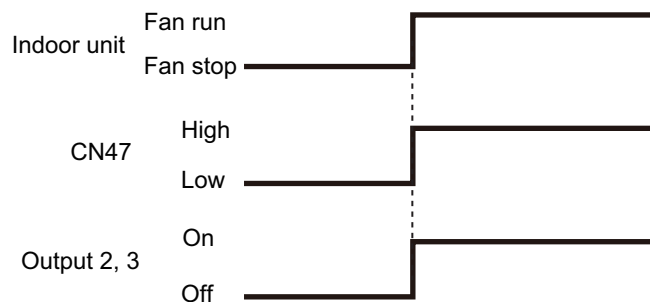 Indoor unit
Fan run
Fan stop
CN47
High
Low
Output 2, 3
On
Off